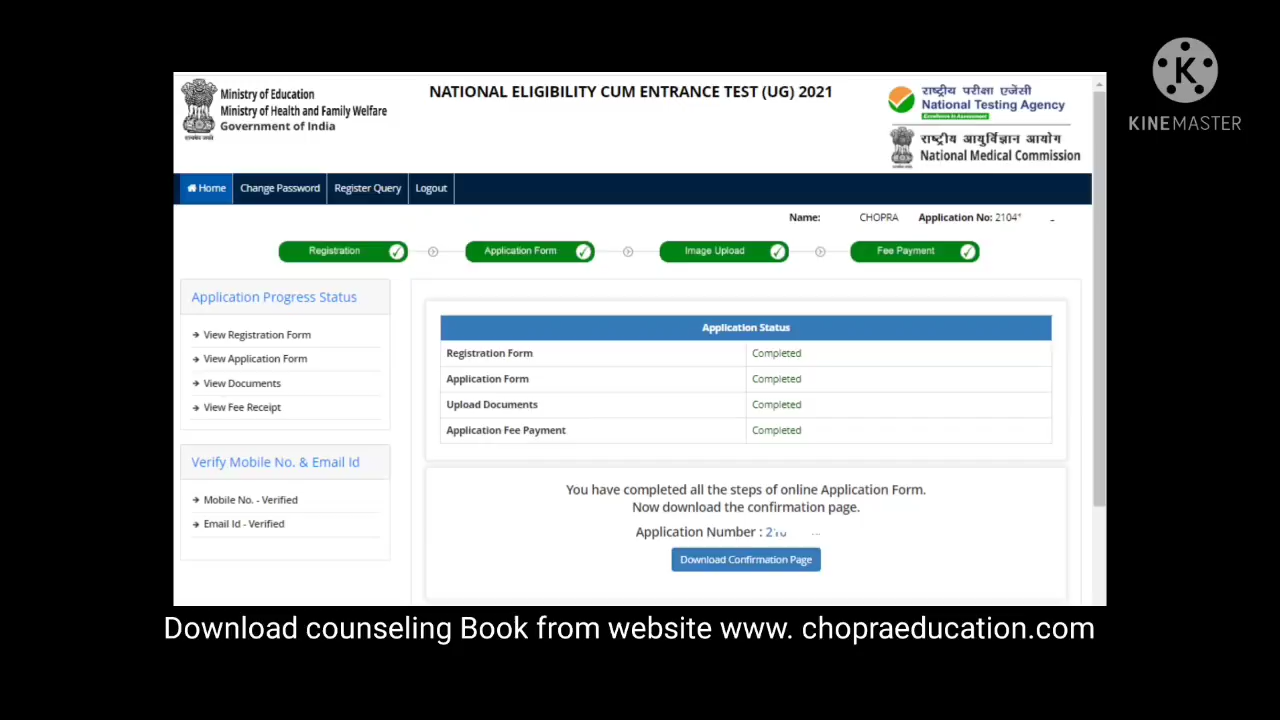 Ministry of Education
Ministry of Health and Family Welfare
Government of India
NATIONAL ELIGIBILITY CUM ENTRANCE TEST (UG) 2021
राष्ट्रीय परीक्षा एजेंसी
National Testing Agency
Excellence in Assessment
राष्ट्रीय आयुर्विज्ञान आयोग
National Medical Commission
K
KINEMASTER
Home Change Password Register Query Logout
Name: CHOPRA Application No: 2104*
Registration Application Form Image Upload Fee Payment
Application Progress Status
View Registration Form
View Application Form
View Documents
View Fee Receipt
Verify Mobile No. & Email Id
Mobile No. - Verified
Email Id - Verified
Application Status
Registration Form Completed
Application Form Completed
Upload Documents Completed
Application Fee Payment Completed
You have completed all the steps of online Application Form.
Now download the confirmation page.
Application Number :
Download Confirmation Page
Download counseling Book from website www. chopraeducation.com